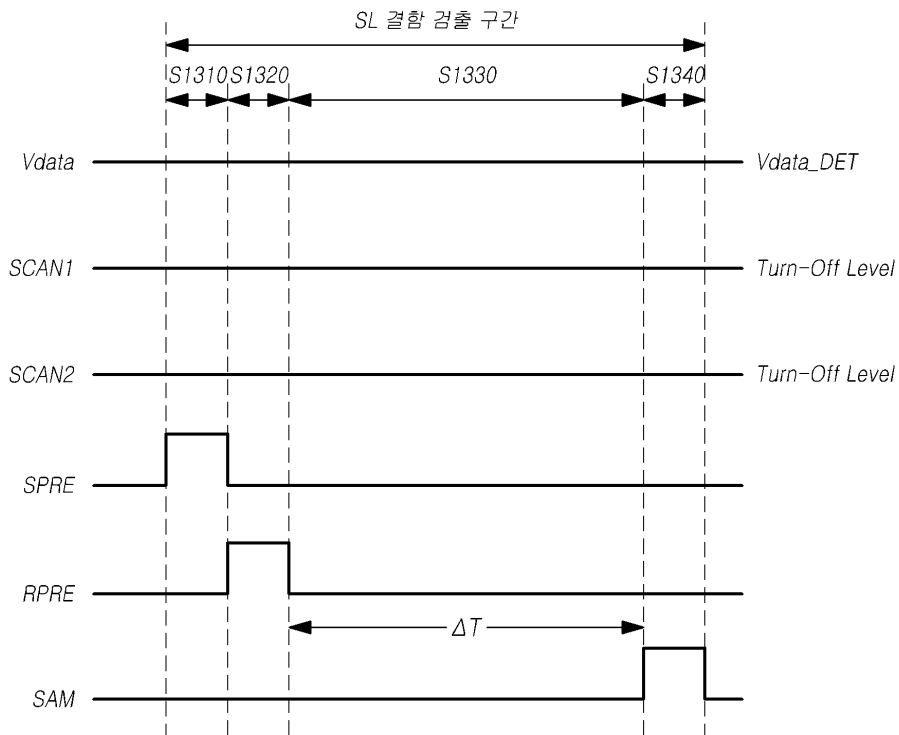 SL 결함 검출 구간
S1310 S1320 S1330 S1340
Vdata Vdata_DET
SCAN1 Turn-Off Level
SCAN2 Turn-Off Level
SPRE
RPRE
ΔT
SAM